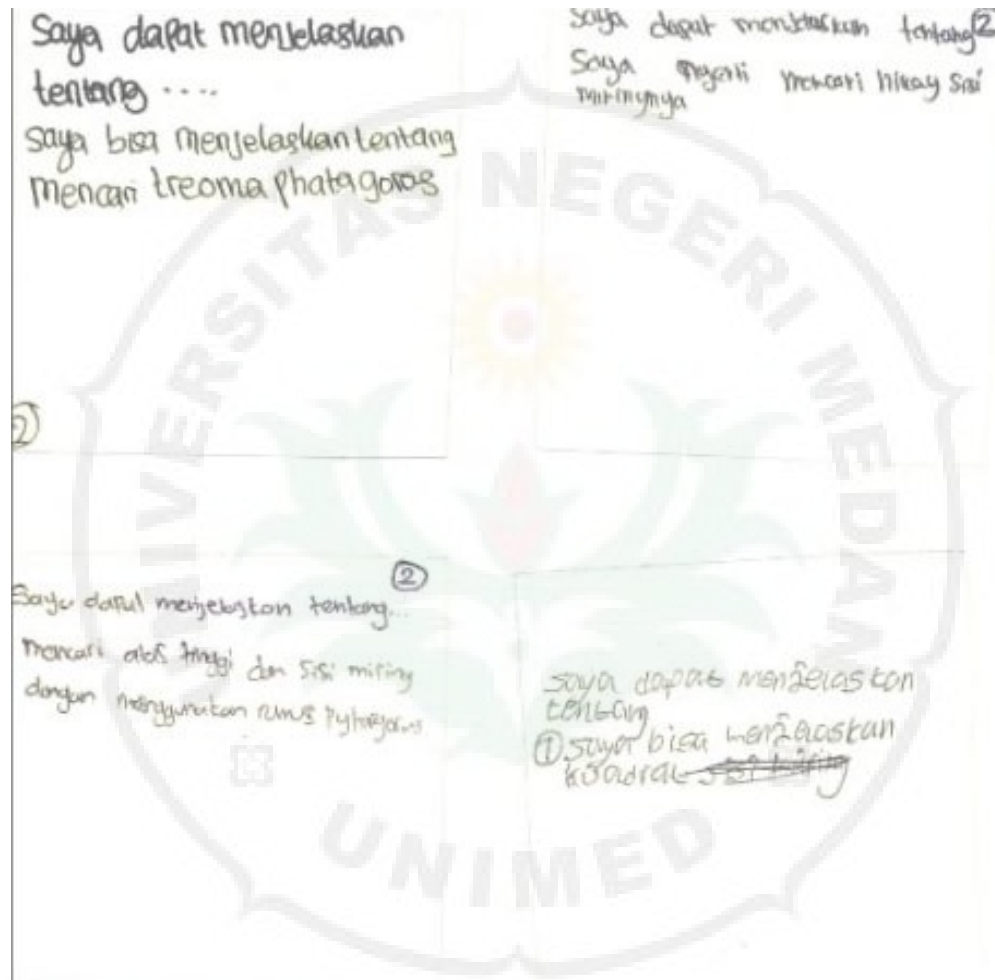 Saya dapat menjelaskan
tentang ....
saya bisa menjelaskan tentang
mencari treoma phatagoras
2
Saya dapat menjelaskan tentang 2
Saya ngerti mencari sisi
miringnya
2
Saya dapat menjelaskan tentang...
mencari alas tinggi dan sisi miring
dengan menggunakan rumus Pytagoras
saya dapat menjelaskan
tentang
1 saya bisa menjelaskan
kuadrat
UNIVERSITAS NEGERI MEDAN
UNIMED